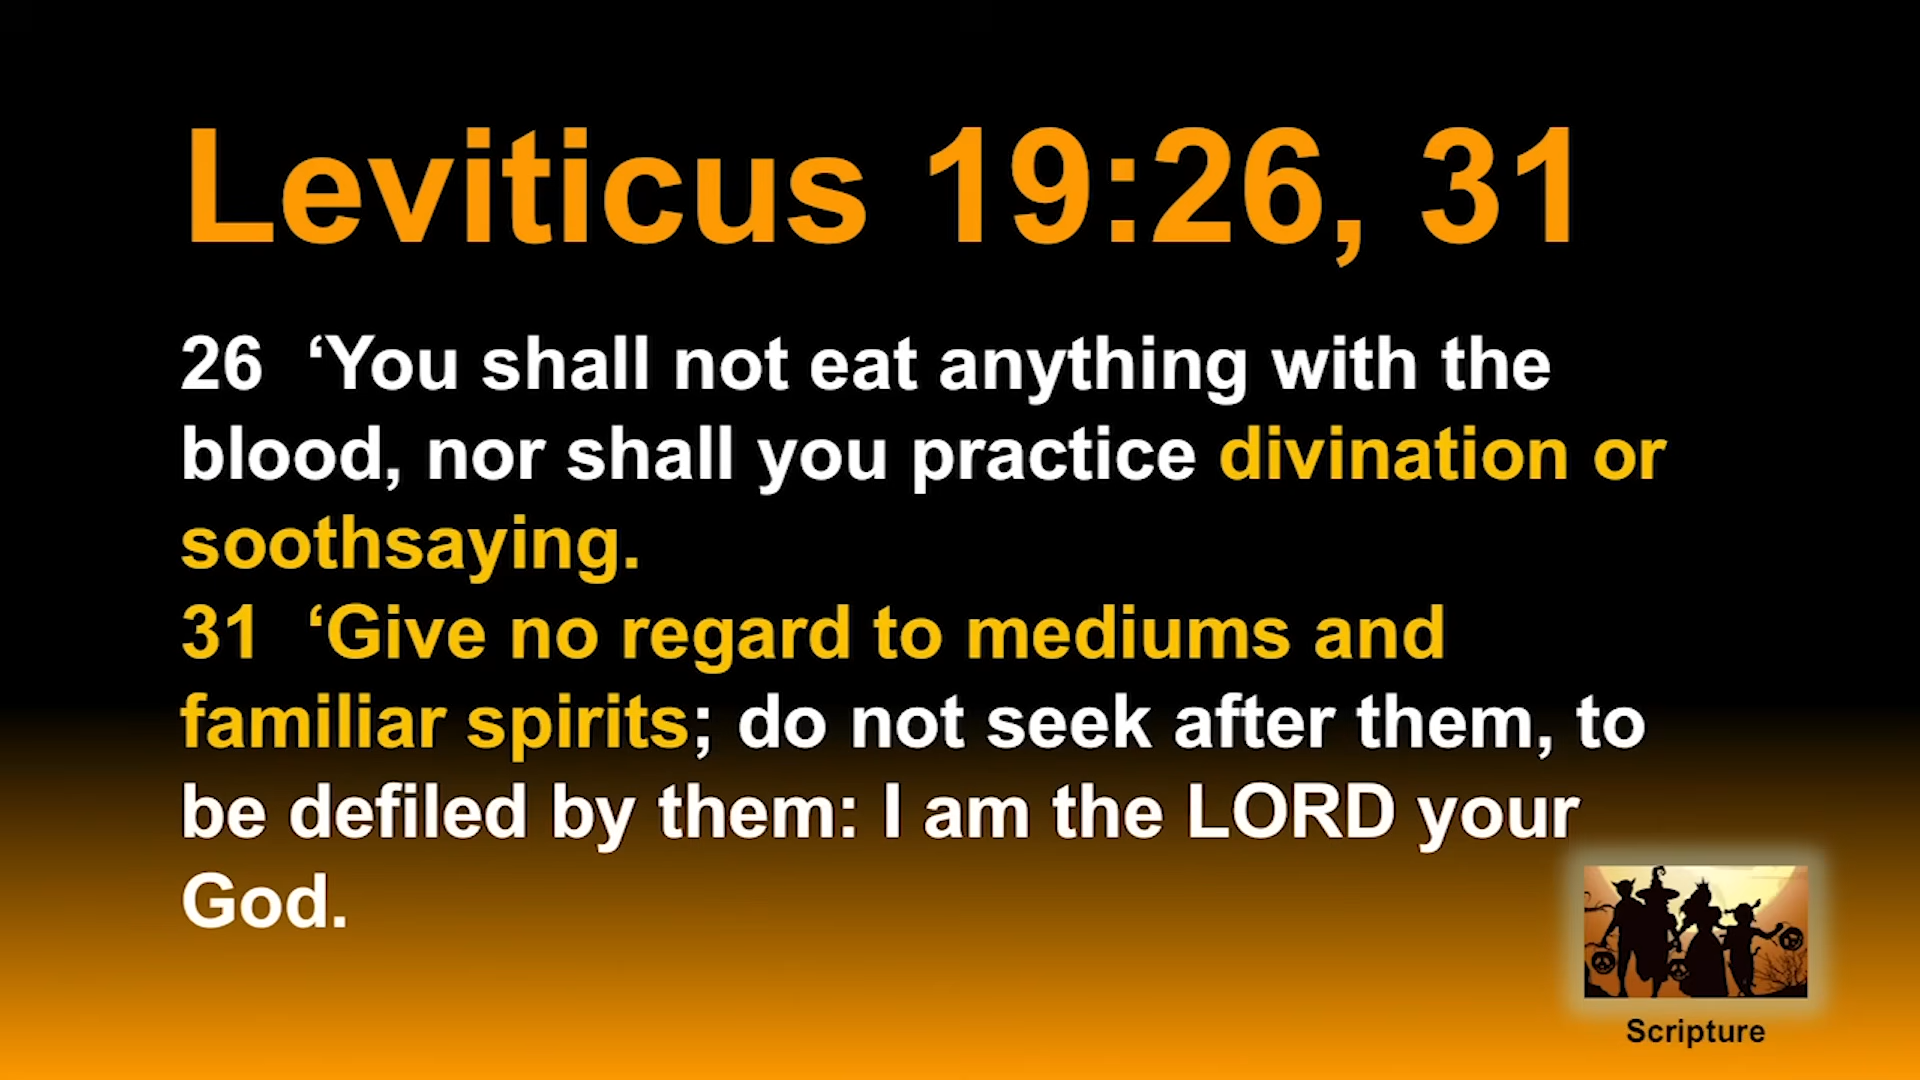 Leviticus 19:26, 31
26 ‘You shall not eat anything with the
blood, nor shall you practice divination or
soothsaying.
31 ‘Give no regard to mediums and
familiar spirits; do not seek after them, to
be defiled by them: I am the LORD your
God.
Scripture